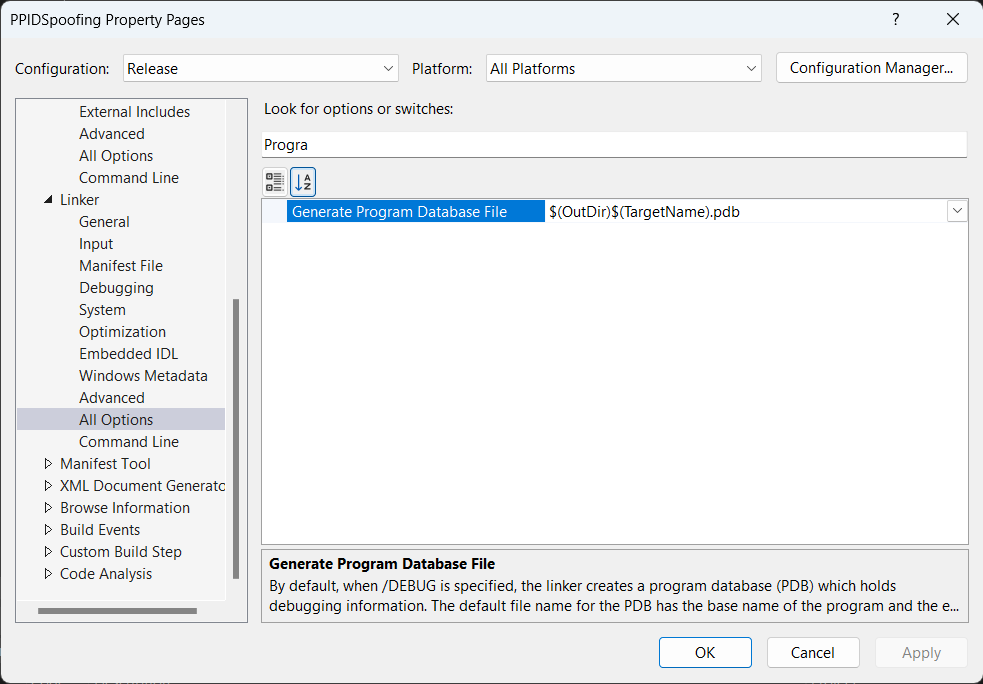 PPIDSpoofing Property Pages
?
Configuration: Release Platform: All Platforms Configuration Manager...
External Includes
Advanced
All Options
Command Line
Linker
General
Input
Manifest File
Debugging
System
Optimization
Embedded IDL
Windows Metadata
Advanced
All Options
Command Line
Manifest Tool
XML Document Generato
Browse Information
Build Events
Custom Build Step
Code Analysis
Look for options or switches:
Progra
A
Z
Generate Program Database File $(OutDir)$(TargetName).pdb
Generate Program Database File
By default, when /DEBUG is specified, the linker creates a program database (PDB) which holds
debugging information. The default file name for the PDB has the base name of the program and the e...
OK Cancel Apply